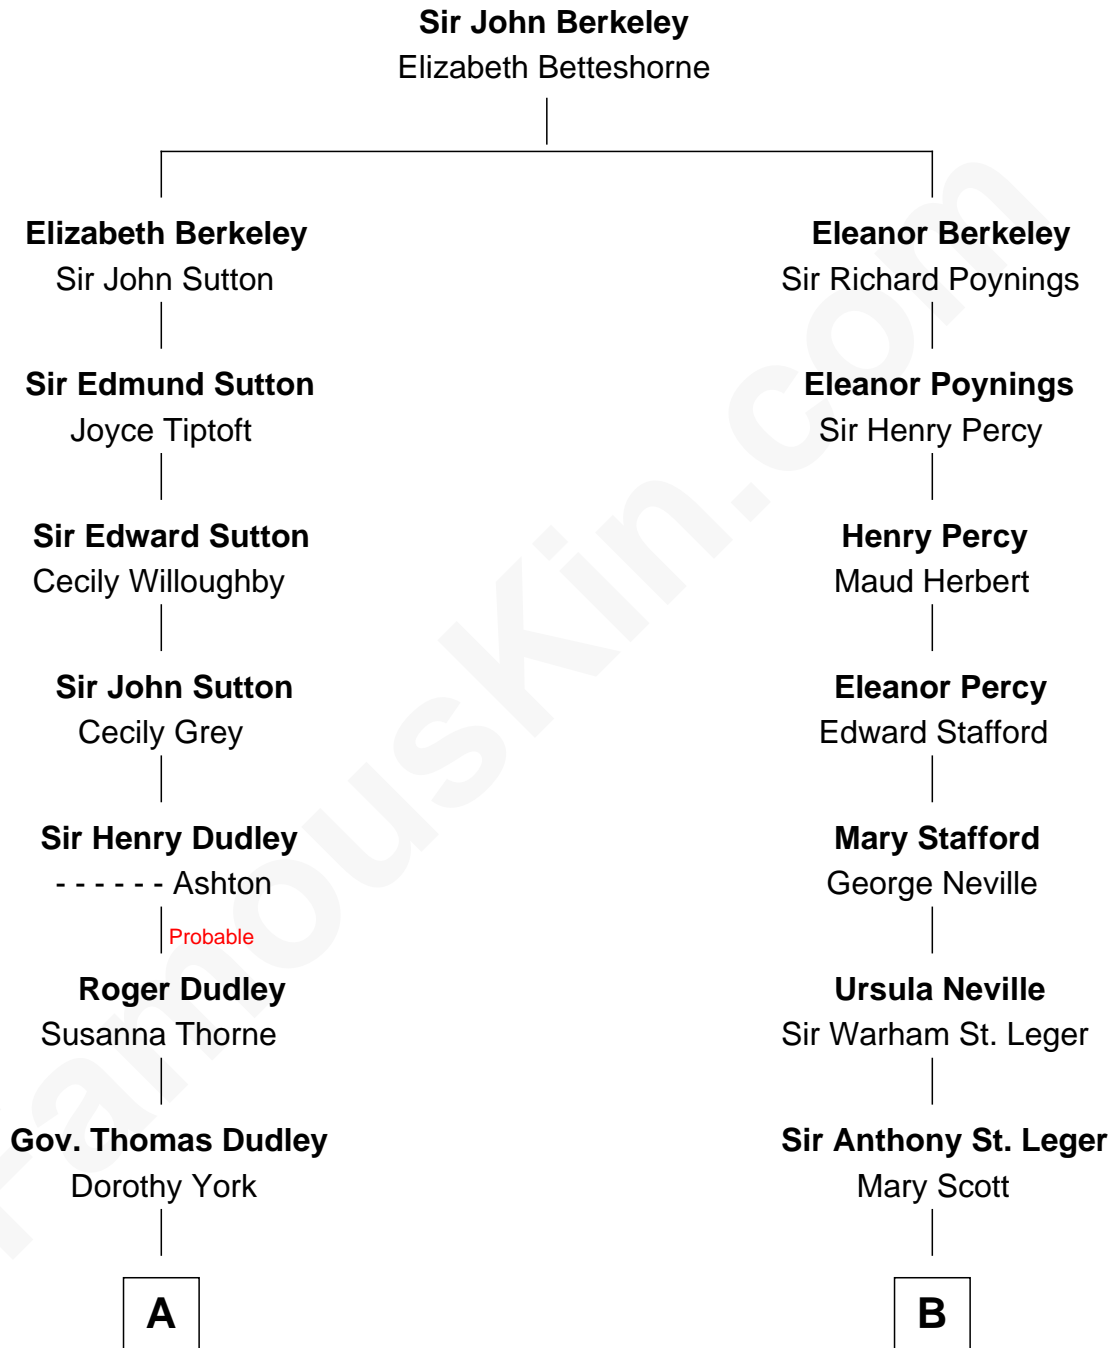 Sir John Berkeley
Elizabeth Betteshorne
Elizabeth Berkeley
Sir John Sutton
Eleanor Berkeley
Sir Richard Poynings
Sir Edmund Sutton
Joyce Tiptoft
Eleanor Poynings
Sir Henry Percy
Sir Edward Sutton
Cecily Willoughby
Henry Percy
Maud Herbert
Sir John Sutton
Cecily Grey
Eleanor Percy
Edward Stafford
Sir Henry Dudley
- - - - - - Ashton
Mary Stafford
George Neville
Probable
Roger Dudley
Susanna Thorne
Ursula Neville
Sir Warham St. Leger
Gov. Thomas Dudley
Dorothy York
Sir Anthony St. Leger
Mary Scott
A
B
FamousKin.com